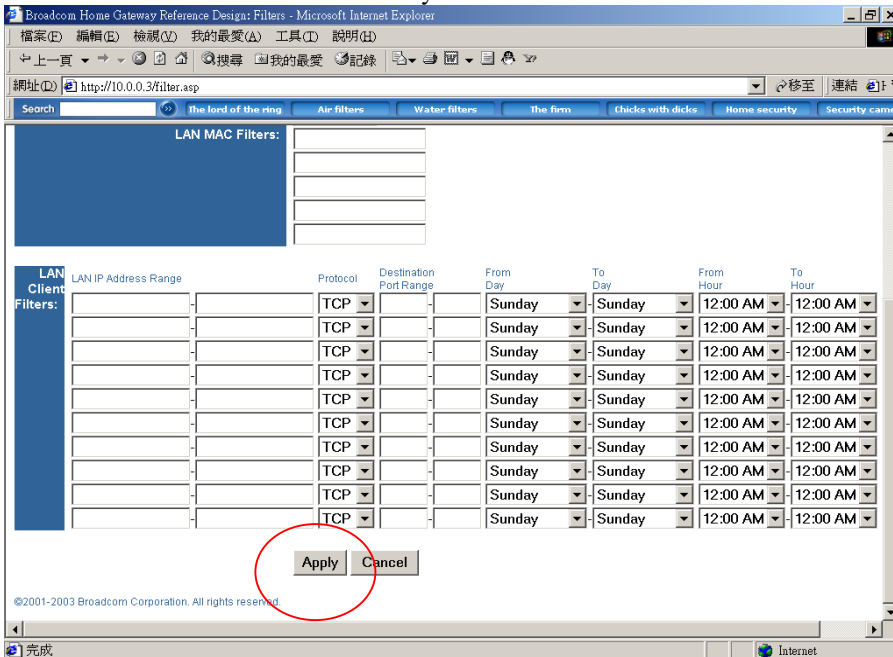 Broadcom Home Gateway Reference Design: Filters - Microsoft Internet Explorer
檔案(F) 編輯(E) 檢視(V) 我的最愛(A) 工具(T) 說明(H)
上一頁 搜尋 我的最愛 記錄
網址(D) http://10.0.0.3/filter.asp 移至 連結
Search The lord of the ring Air filters Water filters The firm Chicks with dicks Home security Security came
LAN MAC Filters:
LAN Client Filters:
LAN IP Address Range Protocol Destination Port Range From Day To Day From Hour To Hour
- TCP - Sunday - Sunday 12:00 AM - 12:00 AM
- TCP - Sunday - Sunday 12:00 AM - 12:00 AM
- TCP - Sunday - Sunday 12:00 AM - 12:00 AM
- TCP - Sunday - Sunday 12:00 AM - 12:00 AM
- TCP - Sunday - Sunday 12:00 AM - 12:00 AM
- TCP - Sunday - Sunday 12:00 AM - 12:00 AM
- TCP - Sunday - Sunday 12:00 AM - 12:00 AM
- TCP - Sunday - Sunday 12:00 AM - 12:00 AM
- TCP - Sunday - Sunday 12:00 AM - 12:00 AM
- TCP - Sunday - Sunday 12:00 AM - 12:00 AM
Apply Cancel
©2001-2003 Broadcom Corporation. All rights reserved.
完成 Internet